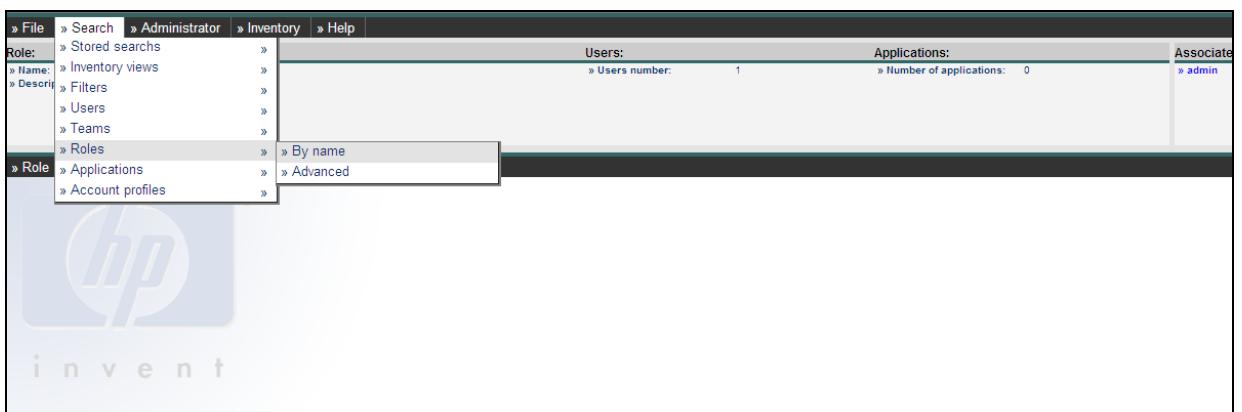 » File » Search » Administrator » Inventory » Help
Role: Users: Applications: Associate
» Name: » Users number: 1 » Number of applications: 0 » admin
» Descrip
» Stored searchs »
» Inventory views »
» Filters »
» Users »
» Teams »
» Roles » » By name
» Role » Applications » » Advanced
» Account profiles »
hp
invent